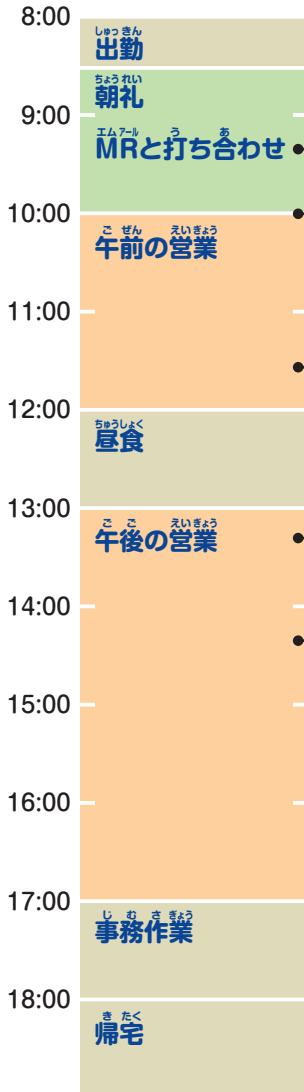 8:00
しゅっ きん
出勤
ちょう れい
朝礼
9:00
エムアール う あ
MRと打ち合わせ
10:00
ご ぜん えいぎょう
午前の営業
11:00
12:00
ちゅうしょく
昼食
13:00
ご ご えいぎょう
午後の営業
14:00
15:00
16:00
17:00
じ む さ ぎょう
事務作業
18:00
き たく
帰宅